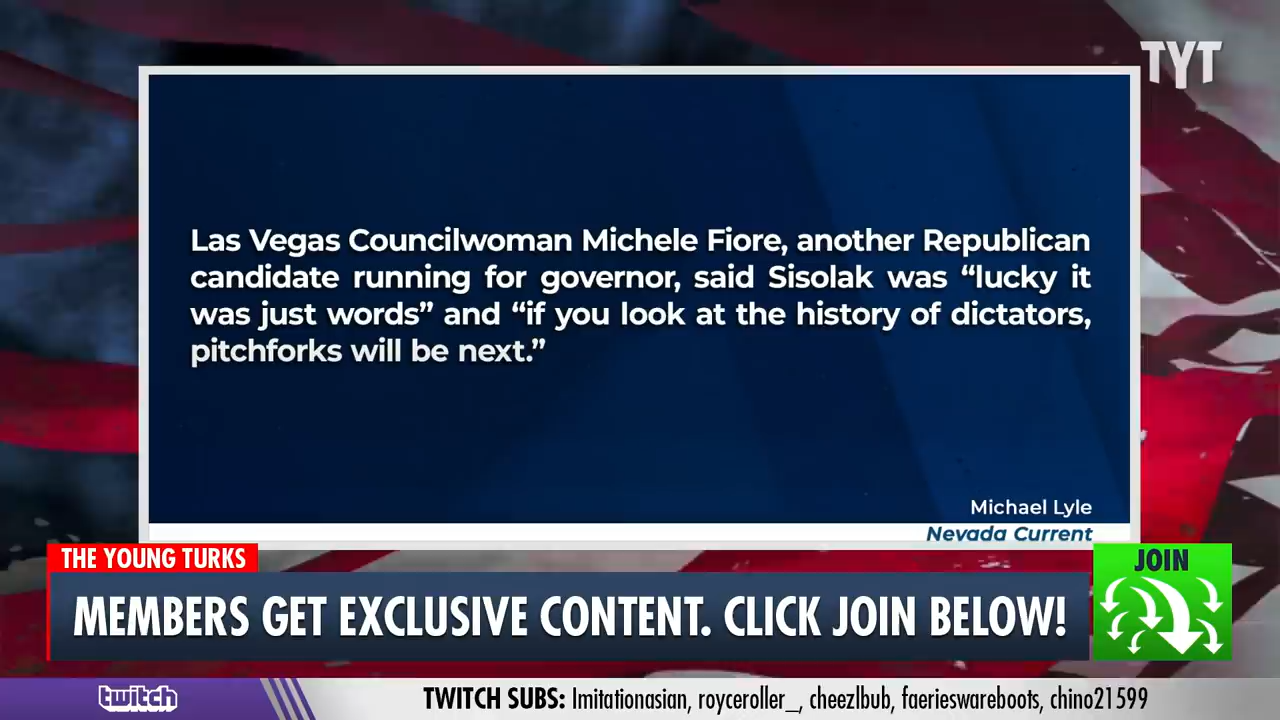 TYT
Las Vegas Councilwoman Michele Fiore, another Republican
candidate running for governor, said Sisolak was “lucky it
was just words” and “if you look at the history of dictators,
pitchforks will be next.”
Michael Lyle
Nevada Current
THE YOUNG TURKS
JOIN
MEMBERS GET EXCLUSIVE CONTENT. CLICK JOIN BELOW!
twitch
TWITCH SUBS: Imitationasian, royceroller_, cheezlbub, faerieswareboots, chino21599